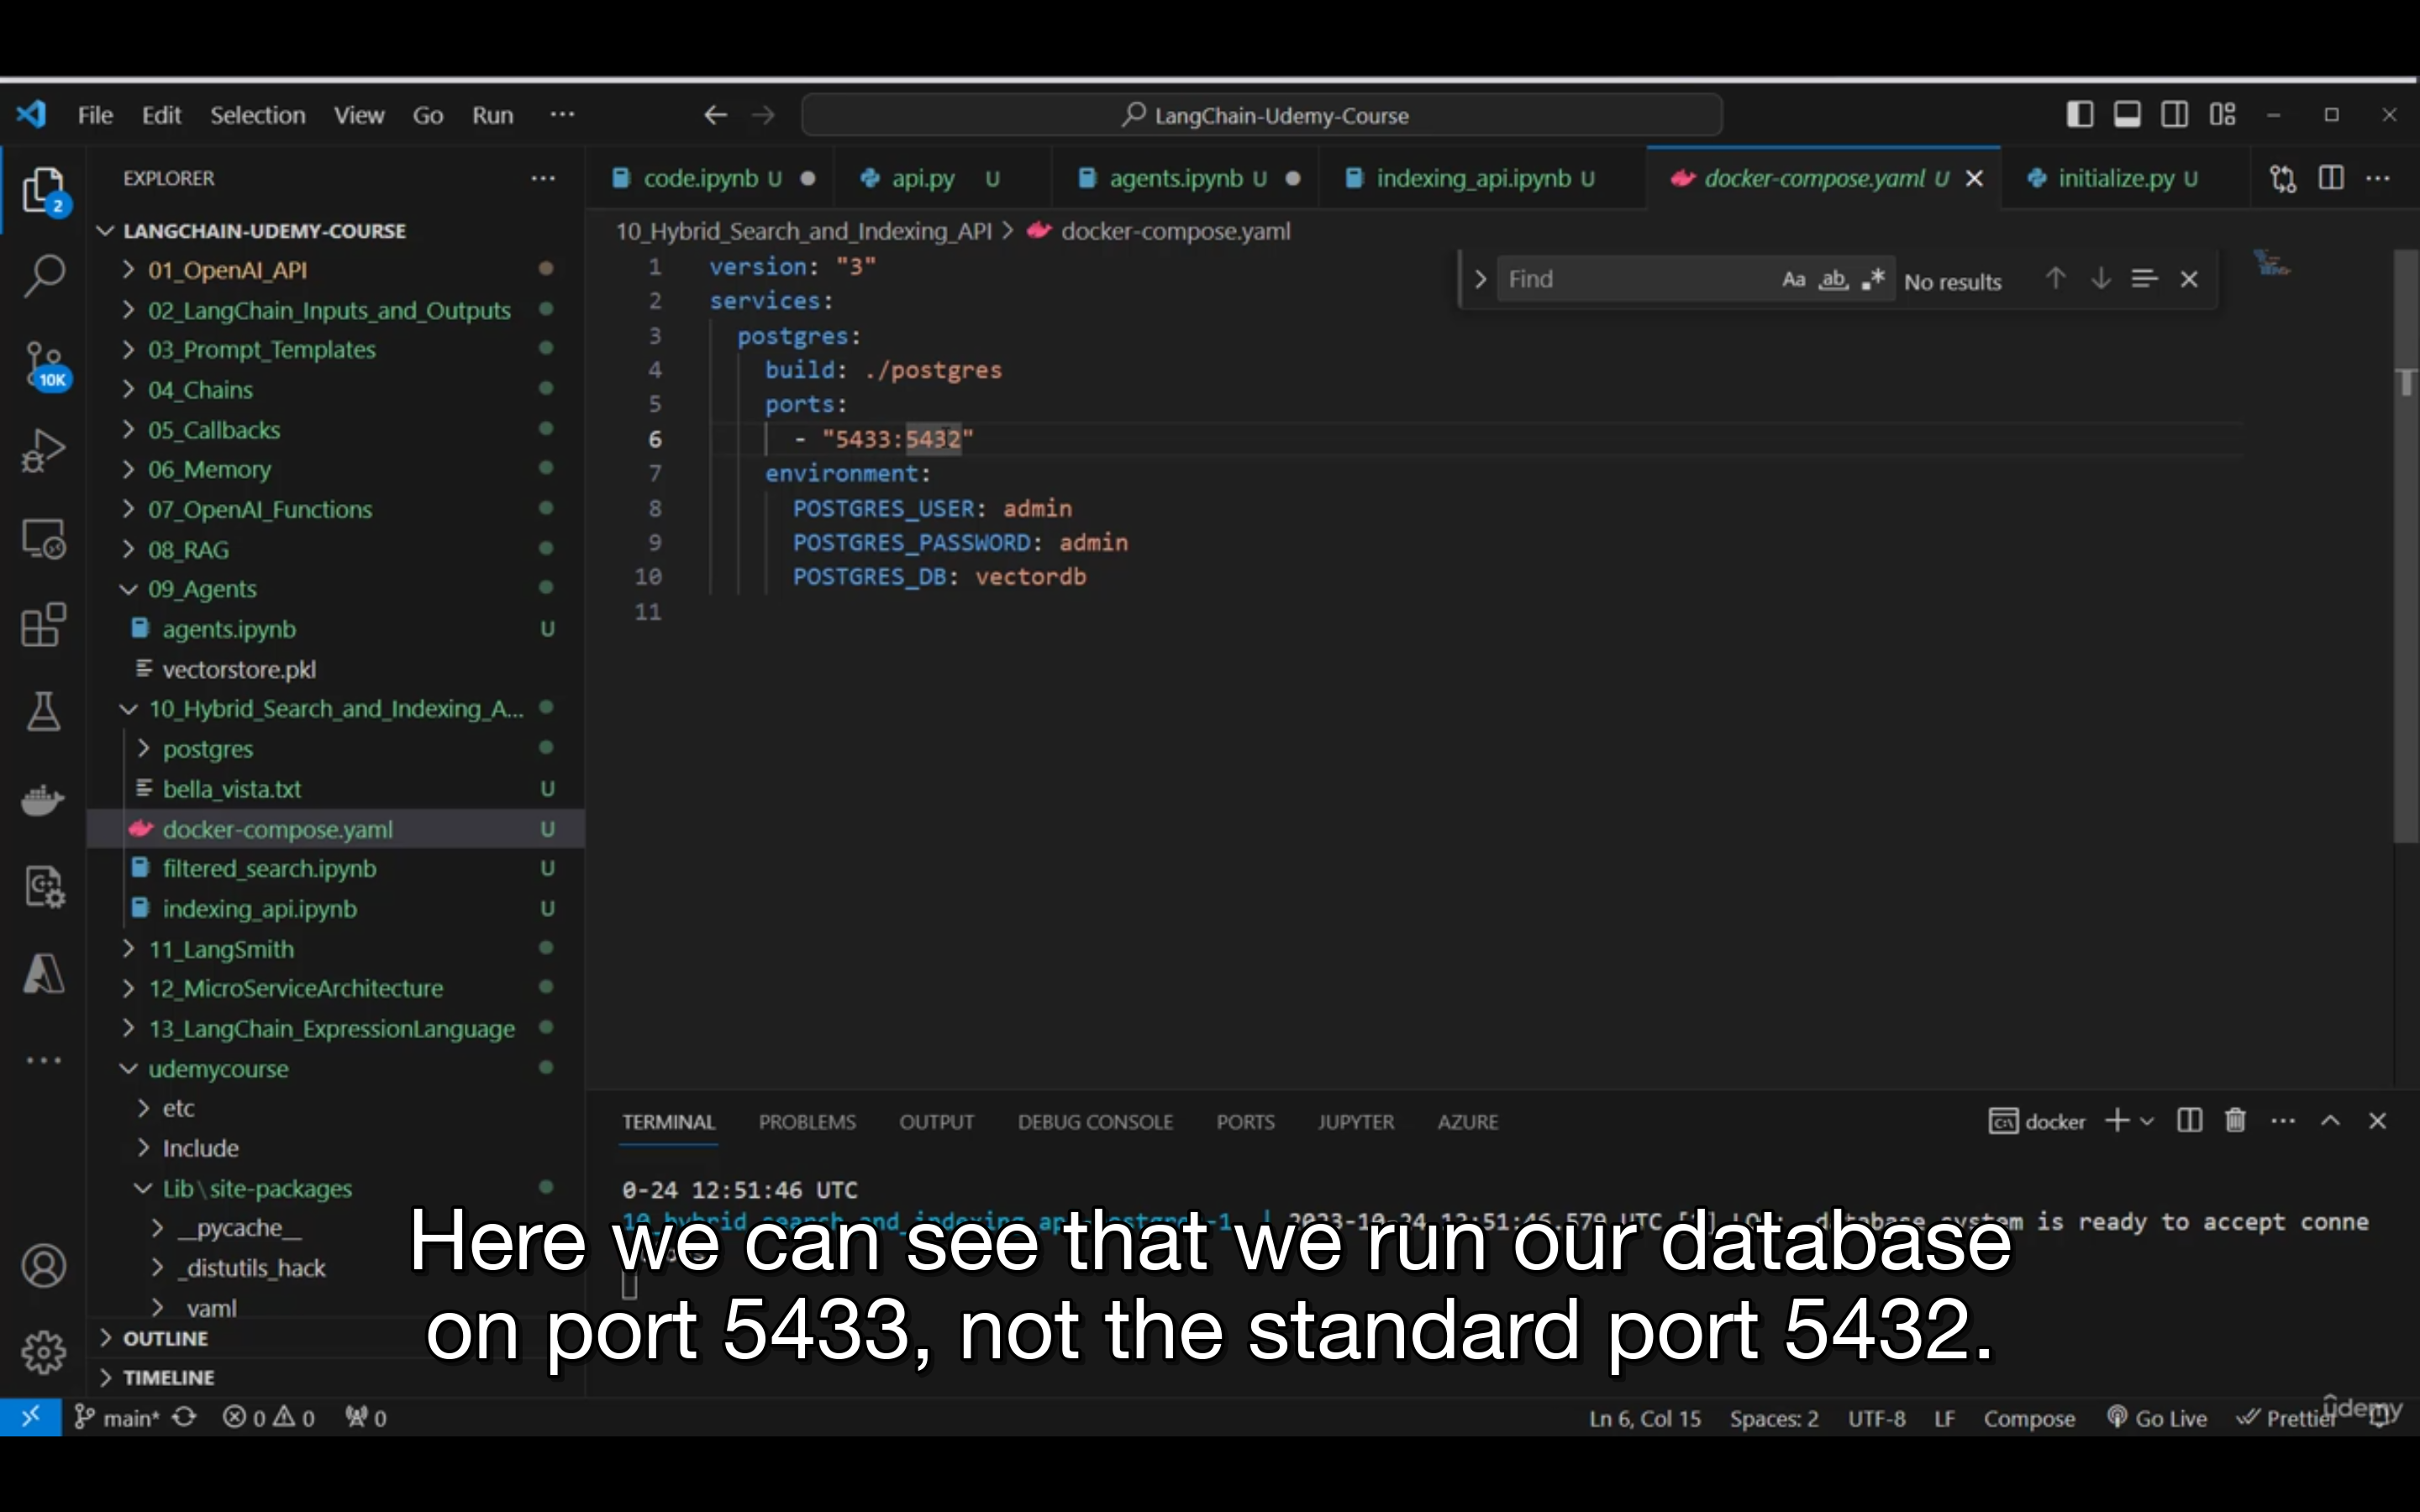 File Edit Selection View Go Run ...
LangChain-Udemy-Course
EXPLORER
2
10K
LANGCHAIN-UDEMY-COURSE
01_OpenAI_API
02_LangChain_Inputs_and_Outputs
03_Prompt_Templates
04_Chains
05_Callbacks
06_Memory
07_OpenAI_Functions
08_RAG
09_Agents
agents.ipynb U
vectorstore.pkl
10_Hybrid_Search_and_Indexing_A...
postgres
bella_vista.txt U
docker-compose.yaml U
filtered_search.ipynb U
indexing_api.ipynb U
11_LangSmith
12_MicroServiceArchitecture
13_LangChain_ExpressionLanguage
udemycourse
etc
Include
Lib\site-packages
__pycache__
_distutils_hack
yaml
OUTLINE
TIMELINE
code.ipynb U api.py U agents.ipynb U indexing_api.ipynb U docker-compose.yaml U initialize.py U
10_Hybrid_Search_and_Indexing_API > docker-compose.yaml
Find Aa ab No results
1 version: "3"
2 services:
3 postgres:
4 build: ./postgres
5 ports:
6 - "5433:5432"
7 environment:
8 POSTGRES_USER: admin
9 POSTGRES_PASSWORD: admin
10 POSTGRES_DB: vectordb
11
TERMINAL PROBLEMS OUTPUT DEBUG CONSOLE PORTS JUPYTER AZURE
docker
0-24 12:51:46 UTC
2023-10-24 12:51:46.579 UTC database system is ready to accept conne
Here we can see that we run our database
on port 5433, not the standard port 5432.
main* 0 0 0
Ln 6, Col 15 Spaces: 2 UTF-8 LF Compose Go Live Prettier
ûdemy